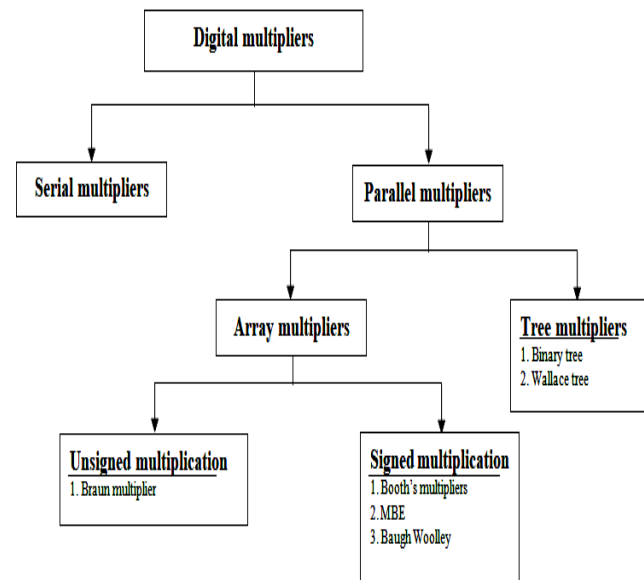 Digital multipliers
Serial multipliers
Parallel multipliers
Array multipliers
Tree multipliers
1. Binary tree
2. Wallace tree
Unsigned multiplication
1. Braun multiplier
Signed multiplication
1. Booth's multipliers
2. MBE
3. Baugh Woolley